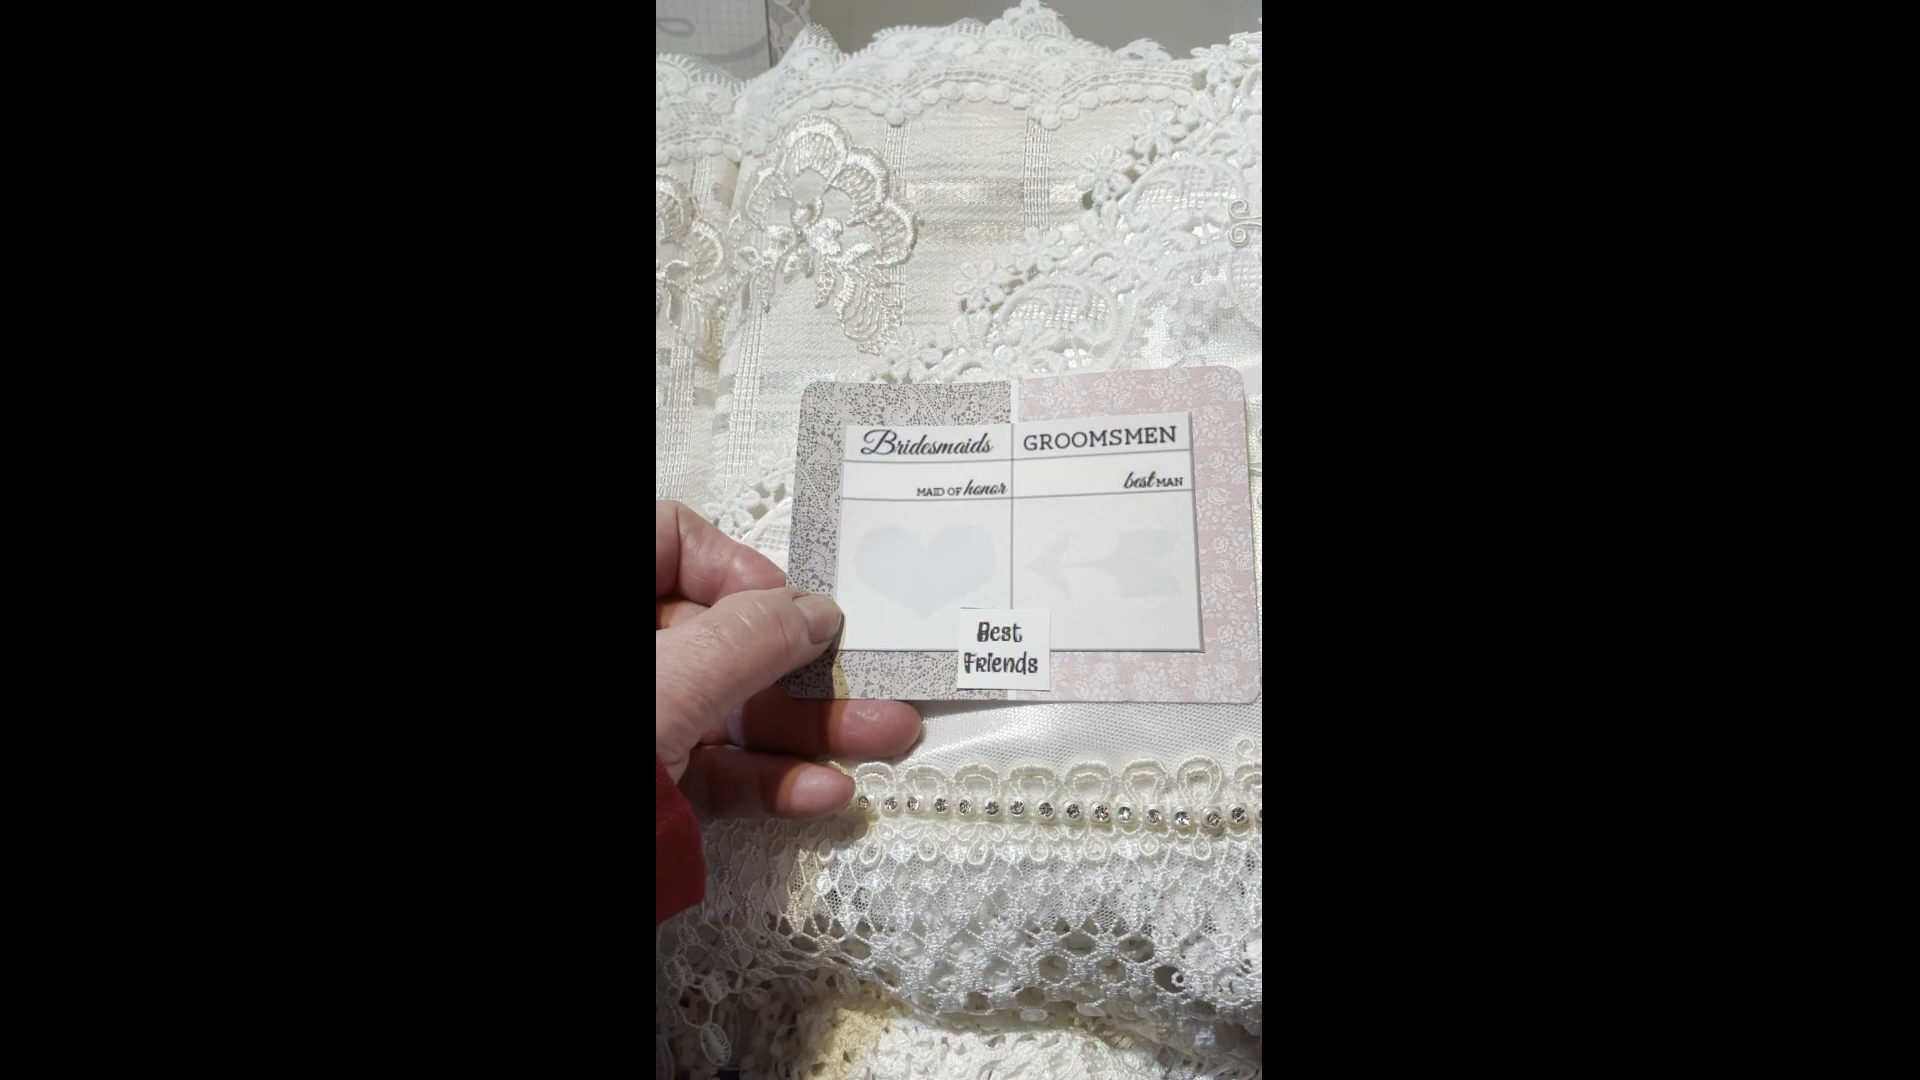 Bridesmaids
MAID OF honor
GROOMSMEN
best MAN
Best
Friends